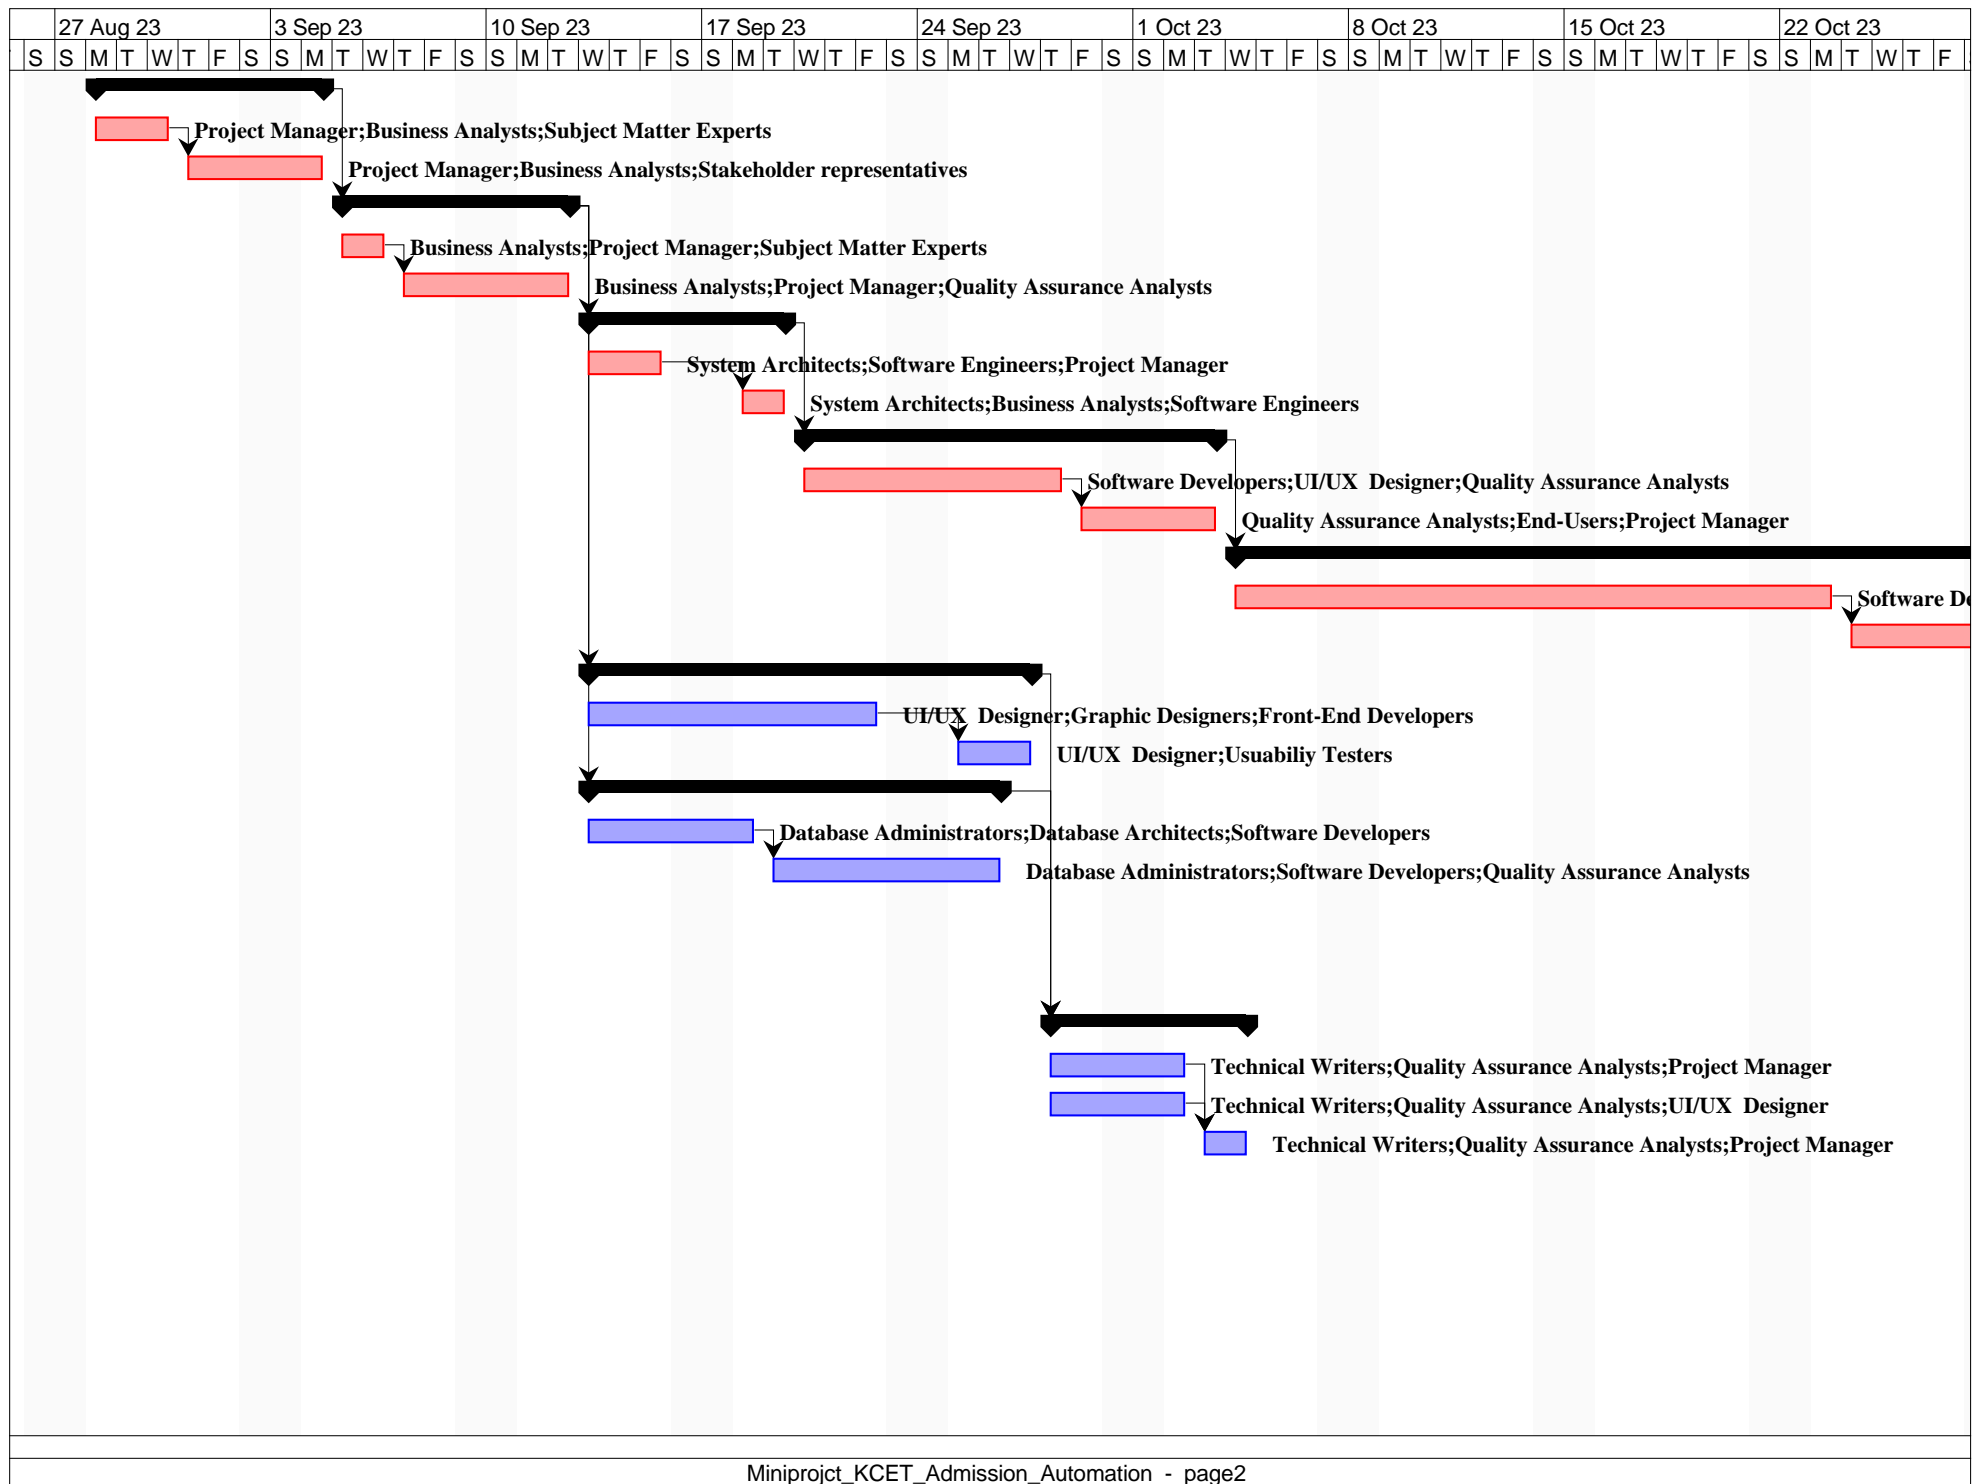 27 Aug 23 3 Sep 23 10 Sep 23 17 Sep 23 24 Sep 23 1 Oct 23 8 Oct 23 15 Oct 23 22 Oct 23
S S M T W T F S S M T W T F S S M T W T F S S M T W T F S S M T W T F S S M T W T F S S M T W T F S S M T W T F S S M T W T F
Project Manager;Business Analysts;Subject Matter Experts
Project Manager;Business Analysts;Stakeholder representatives
Business Analysts;Project Manager;Subject Matter Experts
Business Analysts;Project Manager;Quality Assurance Analysts
System Architects;Software Engineers;Project Manager
System Architects;Business Analysts;Software Engineers
Software Developers;UI/UX Designer;Quality Assurance Analysts
Quality Assurance Analysts;End-Users;Project Manager
Software De
UI/UX Designer;Graphic Designers;Front-End Developers
UI/UX Designer;Usuabiliy Testers
Database Administrators;Database Architects;Software Developers
Database Administrators;Software Developers;Quality Assurance Analysts
Technical Writers;Quality Assurance Analysts;Project Manager
Technical Writers;Quality Assurance Analysts;UI/UX Designer
Technical Writers;Quality Assurance Analysts;Project Manager
Miniprojct_KCET_Admission_Automation - page2